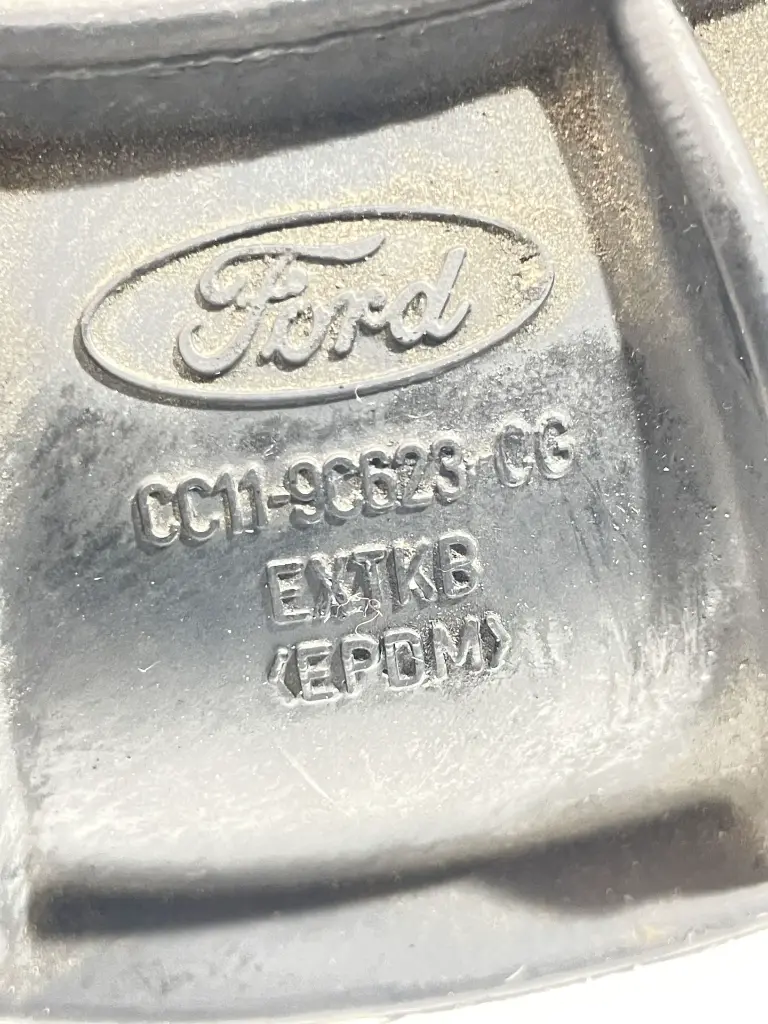 Ford
CC11-9C623-CG
EXTKB
<EPDM>